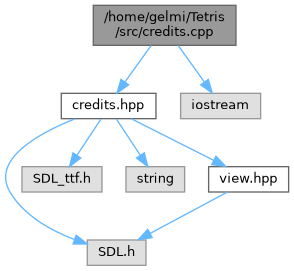 /home/gelmi/Tetris
/src/credits.cpp
credits.hpp
iostream
SDL_ttf.h
string
view.hpp
SDL.h